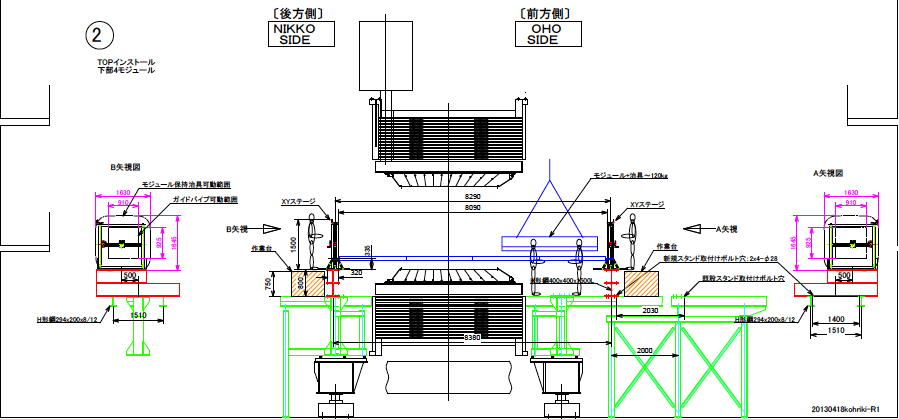 2
TOPインストール
下部4モジュール
〔後方側〕
NIKKO
SIDE
〔前方側〕
OHO
SIDE
B矢視図
モジュール保持治具可動範囲
ガイドパイプ可動範囲
1630
910
925
1645
500
1510
H形鋼294x200x8/12
XYステージ
B矢視
作業台
1500
750
800
335
320
8290
8090
8380
モジュール+治具～120kg
XYステージ
A矢視
作業台
新規スタンド取付けボルト穴:2x4-φ28
既設スタンド取付けボルト穴
2030
2000
A矢視図
1630
910
925
1645
500
H形鋼294x200x8/12
1400
1510
20130418kohriki-R1